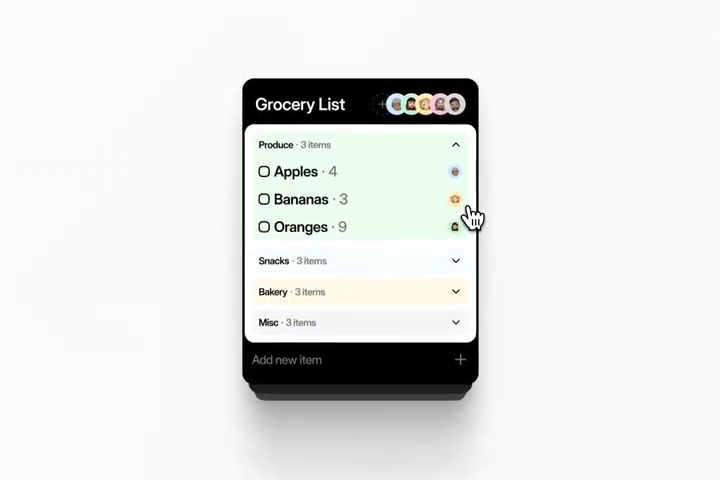 Grocery List
Produce · 3 items
Apples · 4
Bananas · 3
Oranges · 9
Snacks · 3 items
Bakery · 3 items
Misc · 3 items
Add new item